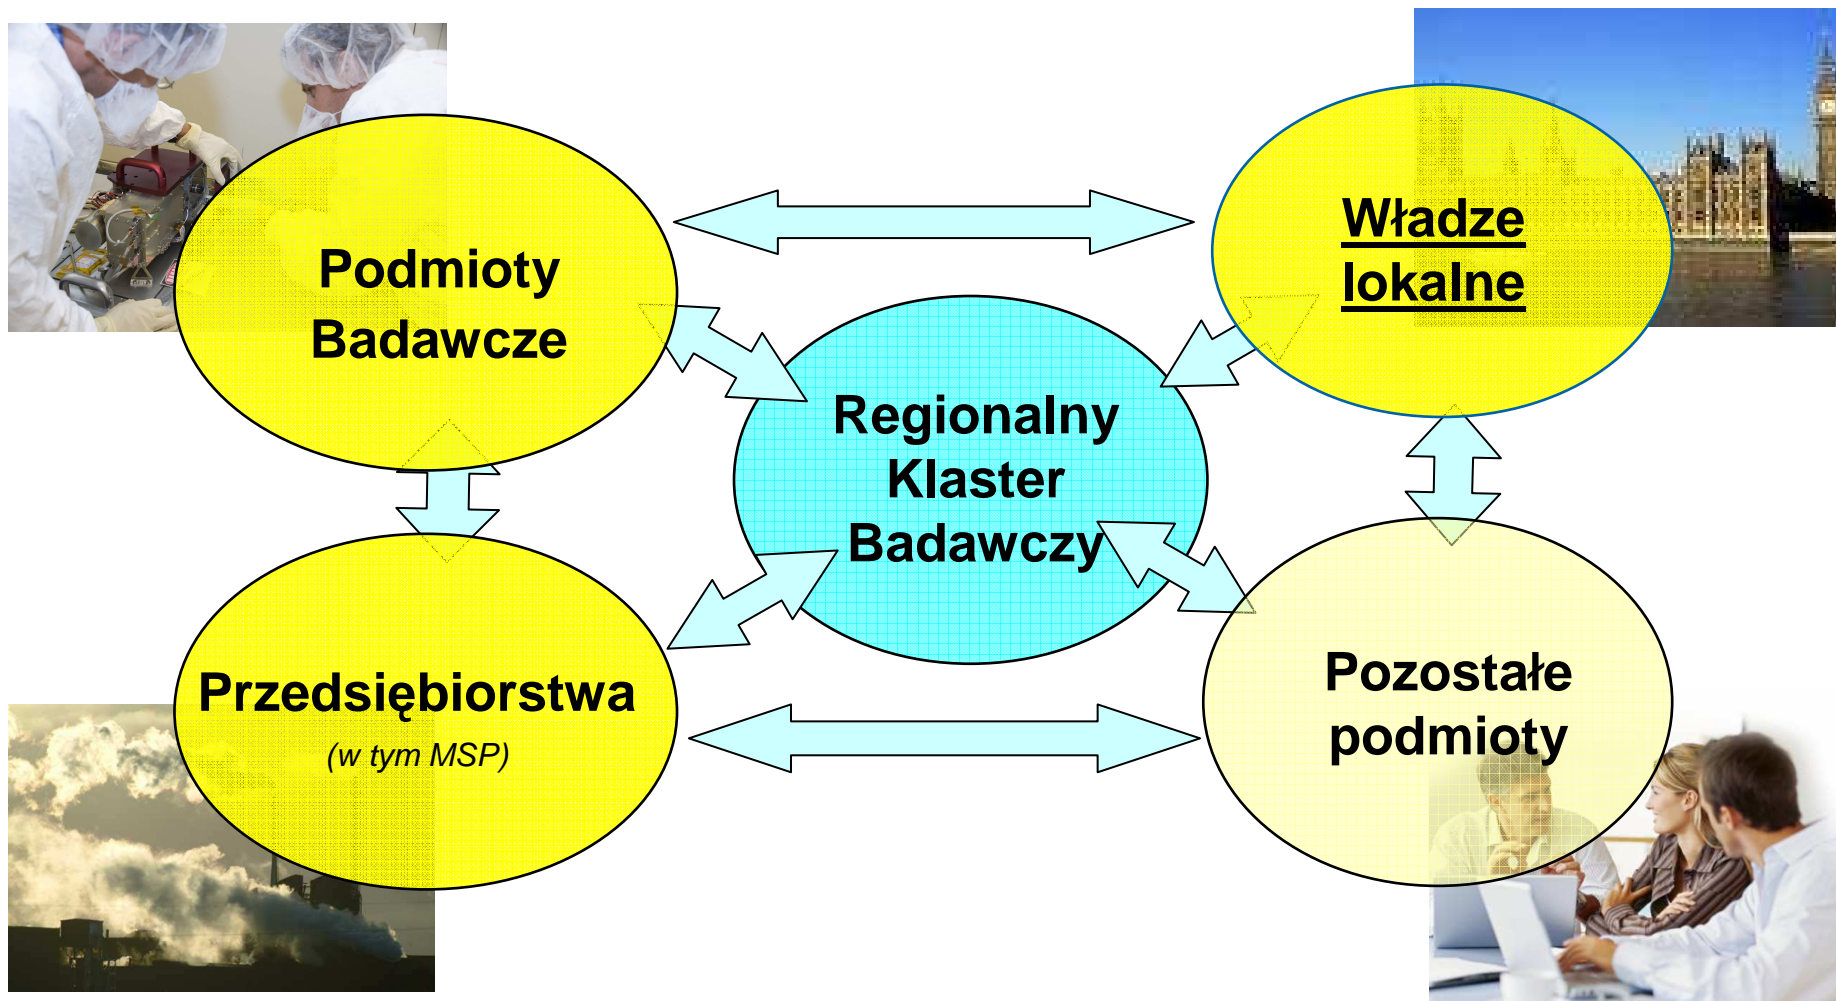 Podmioty
Badawcze
Władze
lokalne
Regionalny
Klaster
Badawczy
Przedsiębiorstwa
(w tym MSP)
Pozostałe
podmioty